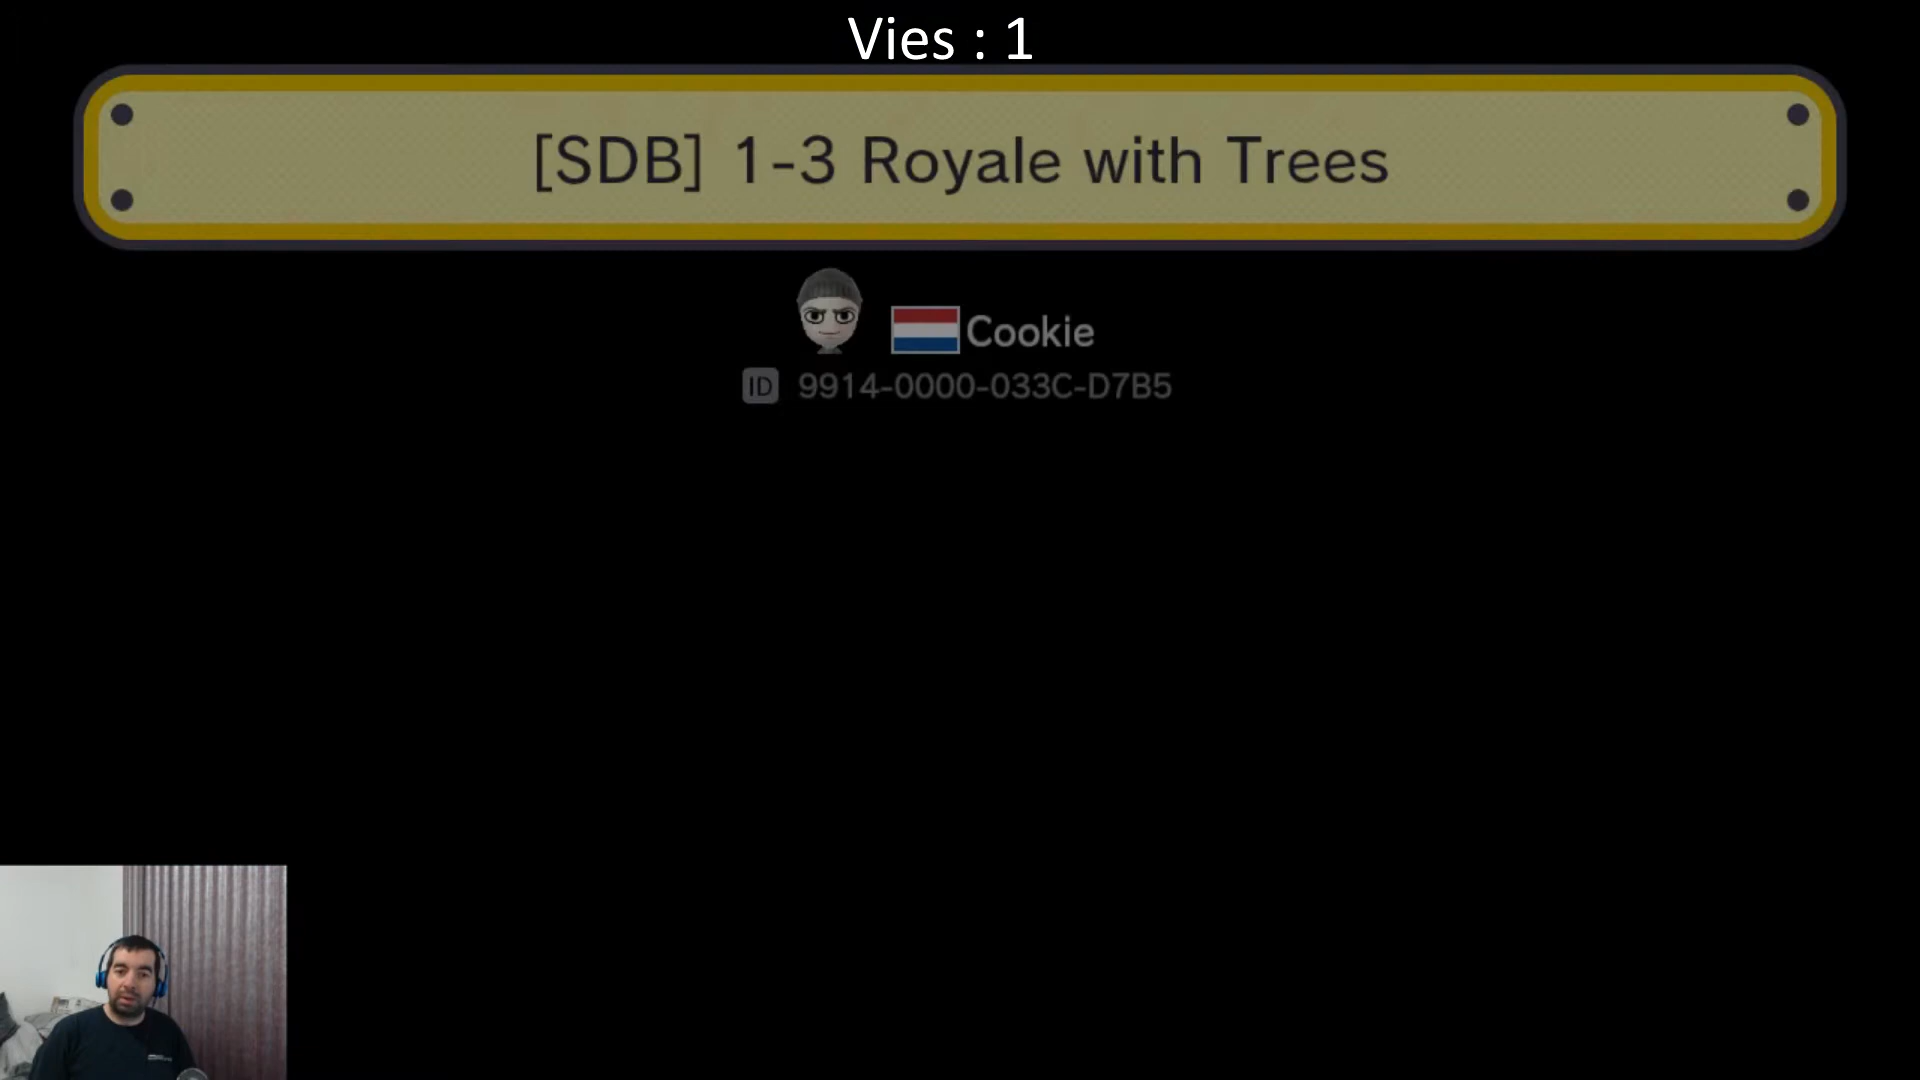 Vies : 1
[SDB] 1-3 Royale with Trees
Cookie
ID 9914-0000-033C-D7B5